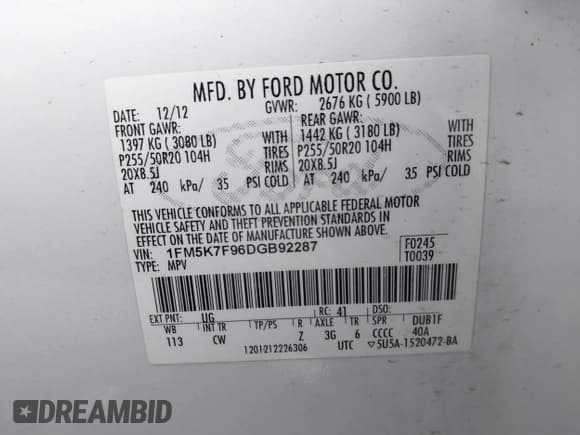 MFD. BY FORD MOTOR CO.
DATE: 12/12 GVWR: 2676 KG ( 5900 LB)
FRONT GAWR: REAR GAWR:
1397 KG ( 3080 LB) WITH 1442 KG ( 3180 LB) WITH
P255/50R20 104H TIRES P255/50R20 104H TIRES
20X8.5J RIMS 20X8.5J RIMS
AT 240 kPa/ 35 PSI COLD AT 240 kPa/ 35 PSI COLD
THIS VEHICLE CONFORMS TO ALL APPLICABLE FEDERAL MOTOR
VEHICLE SAFETY AND THEFT PREVENTION STANDARDS IN
EFFECT ON THE DATE OF MANUFACTURE SHOWN ABOVE.
VIN: 1FM5K7F96DGB92287 F0245
TYPE: MPV T0039
EXT PNT: UG RC: 41 DSO:
WB INT TR TP/PS R AXLE TR SPR DUB1F
113 CW Z 3G 6 CCCC 40A
1201212226306 UTC ▽5U5A-1520472-BA
DREAMBID